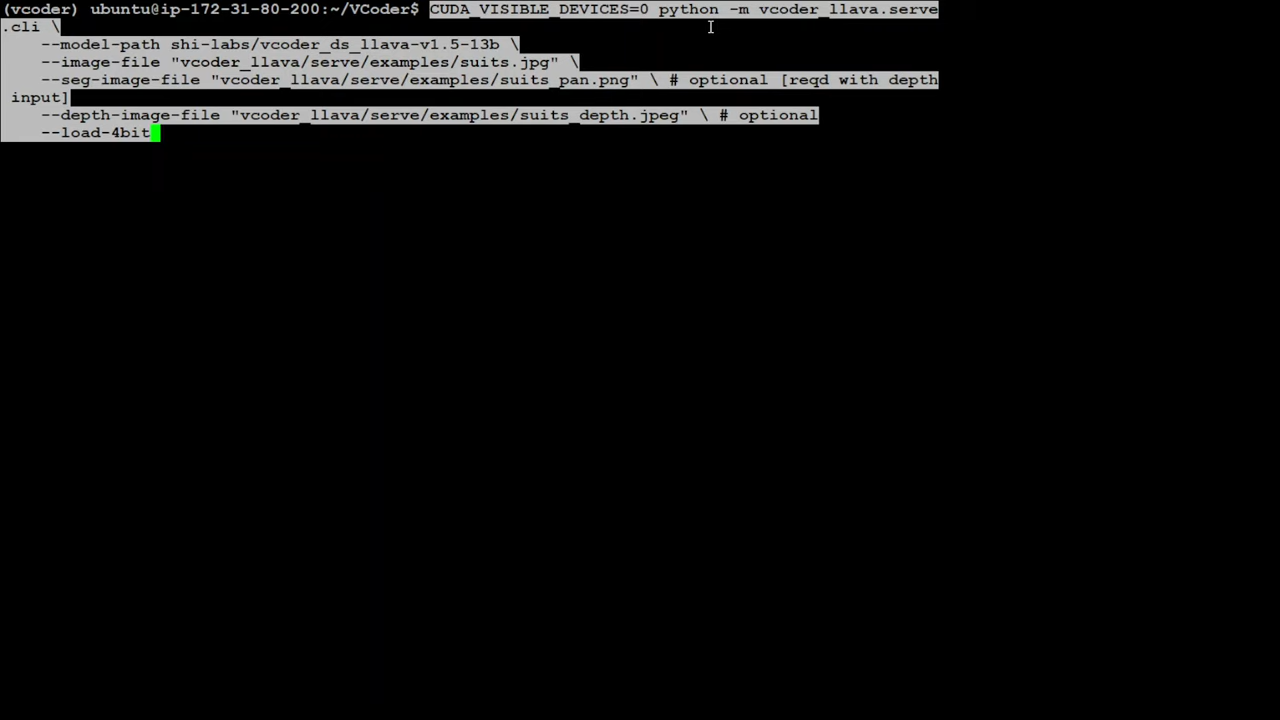 (vcoder) ubuntu@ip-172-31-80-200:~/VCoder$ CUDA_VISIBLE_DEVICES=0 python -m vcoder_llava.serve
.cli \
    --model-path shi-labs/vcoder_ds_llava-v1.5-13b \
    --image-file "vcoder_llava/serve/examples/suits.jpg" \
    --seg-image-file "vcoder_llava/serve/examples/suits_pan.png" \ # optional [reqd with depth
 input]
    --depth-image-file "vcoder_llava/serve/examples/suits_depth.jpeg" \ # optional
    --load-4bit